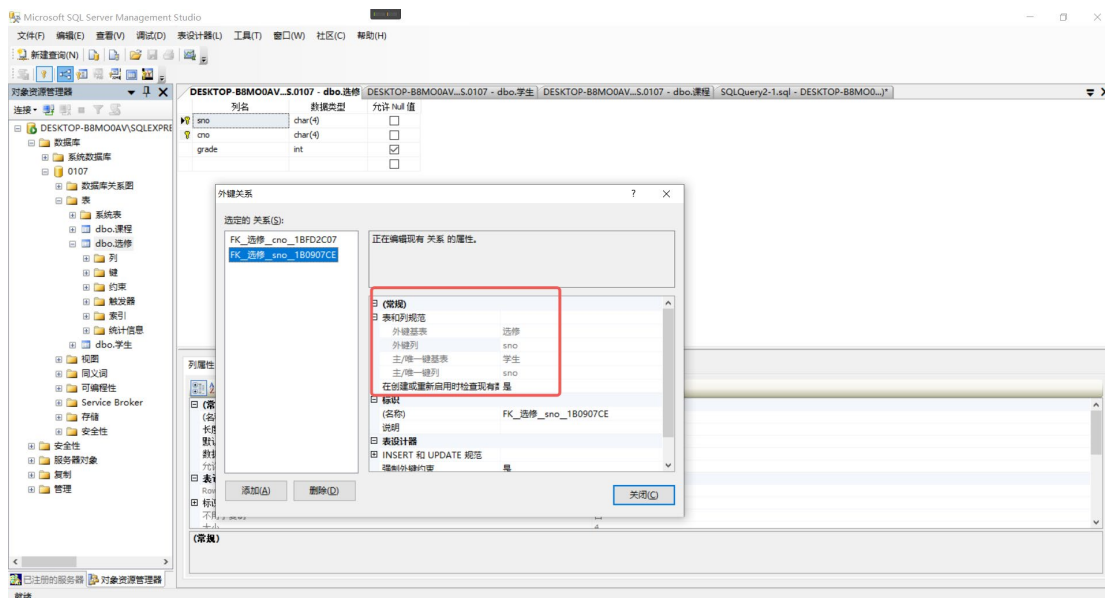 Microsoft SQL Server Management Studio
文件(F) 编辑(E) 查看(V) 调试(D) 表设计器(L) 工具(T) 窗口(W) 社区(C) 帮助(H)
新建查询(N)
对象资源管理器
连接
DESKTOP-B8MO0AV\SQLEXPRE
数据库
系统数据库
0107
数据库关系图
表
系统表
dbo.课程
dbo.选修
列
键
约束
触发器
索引
统计信息
dbo.学生
视图
同义词
可编程性
Service Broker
存储
安全性
安全性
服务器对象
复制
管理
已注册的服务器 对象资源管理器
就绪
DESKTOP-B8MO0AV...S.0107 - dbo.选修 DESKTOP-B8MO0AV...S.0107 - dbo.学生 DESKTOP-B8MO0AV...S.0107 - dbo.课程 SQLQuery2-1.sql - DESKTOP-B8MO0...)*
列名 数据类型 允许 Null 值
sno char(4)
cno char(4)
grade int
外键关系 ?
选定的 关系(S):
FK__选修__cno__1BFD2C07
FK__选修__sno__1B0907CE
正在编辑现有 关系 的属性。
(常规)
表和列规范
外键基表 选修
外键列 sno
主/唯一键基表 学生
主/唯一键列 sno
在创建或重新启用时检查现有 是
标识
(名称) FK__选修__sno__1B0907CE
说明
表设计器
INSERT 和 UPDATE 规范
强制外键约束 是
添加(A) 删除(D) 关闭(C)
列属性
(常规)